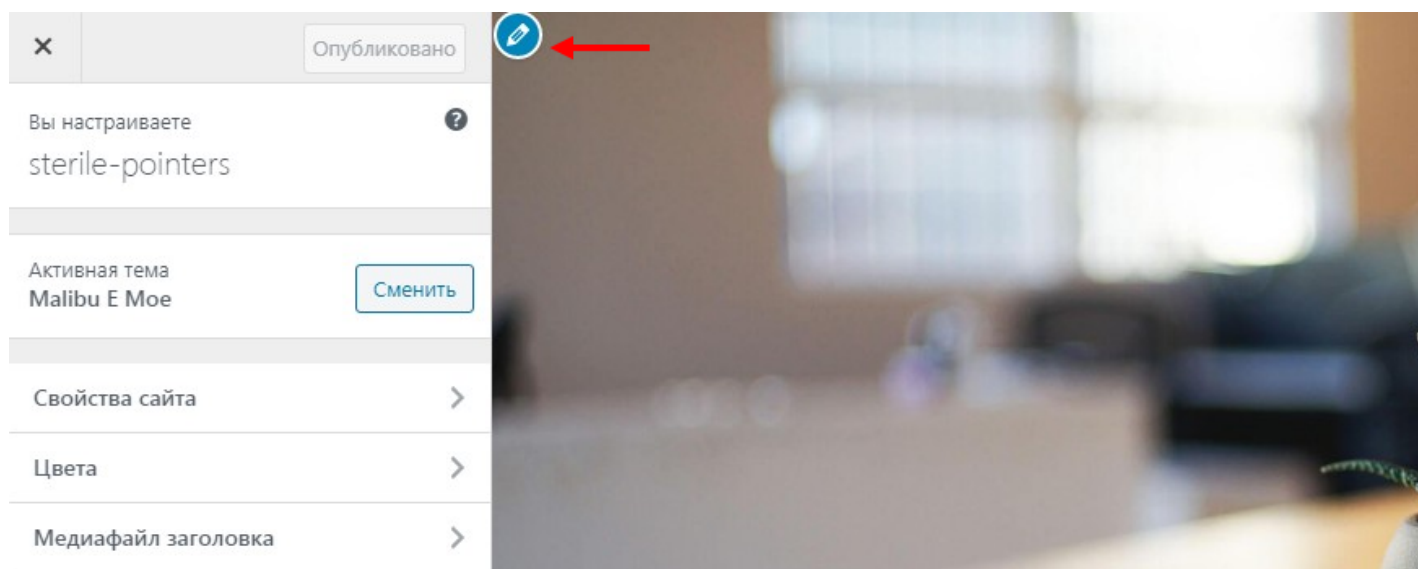 Опубликовано
Вы настраиваете
sterile-pointers
Активная тема
Malibu E Moe
Сменить
Свойства сайта
Цвета
Медиафайл заголовка